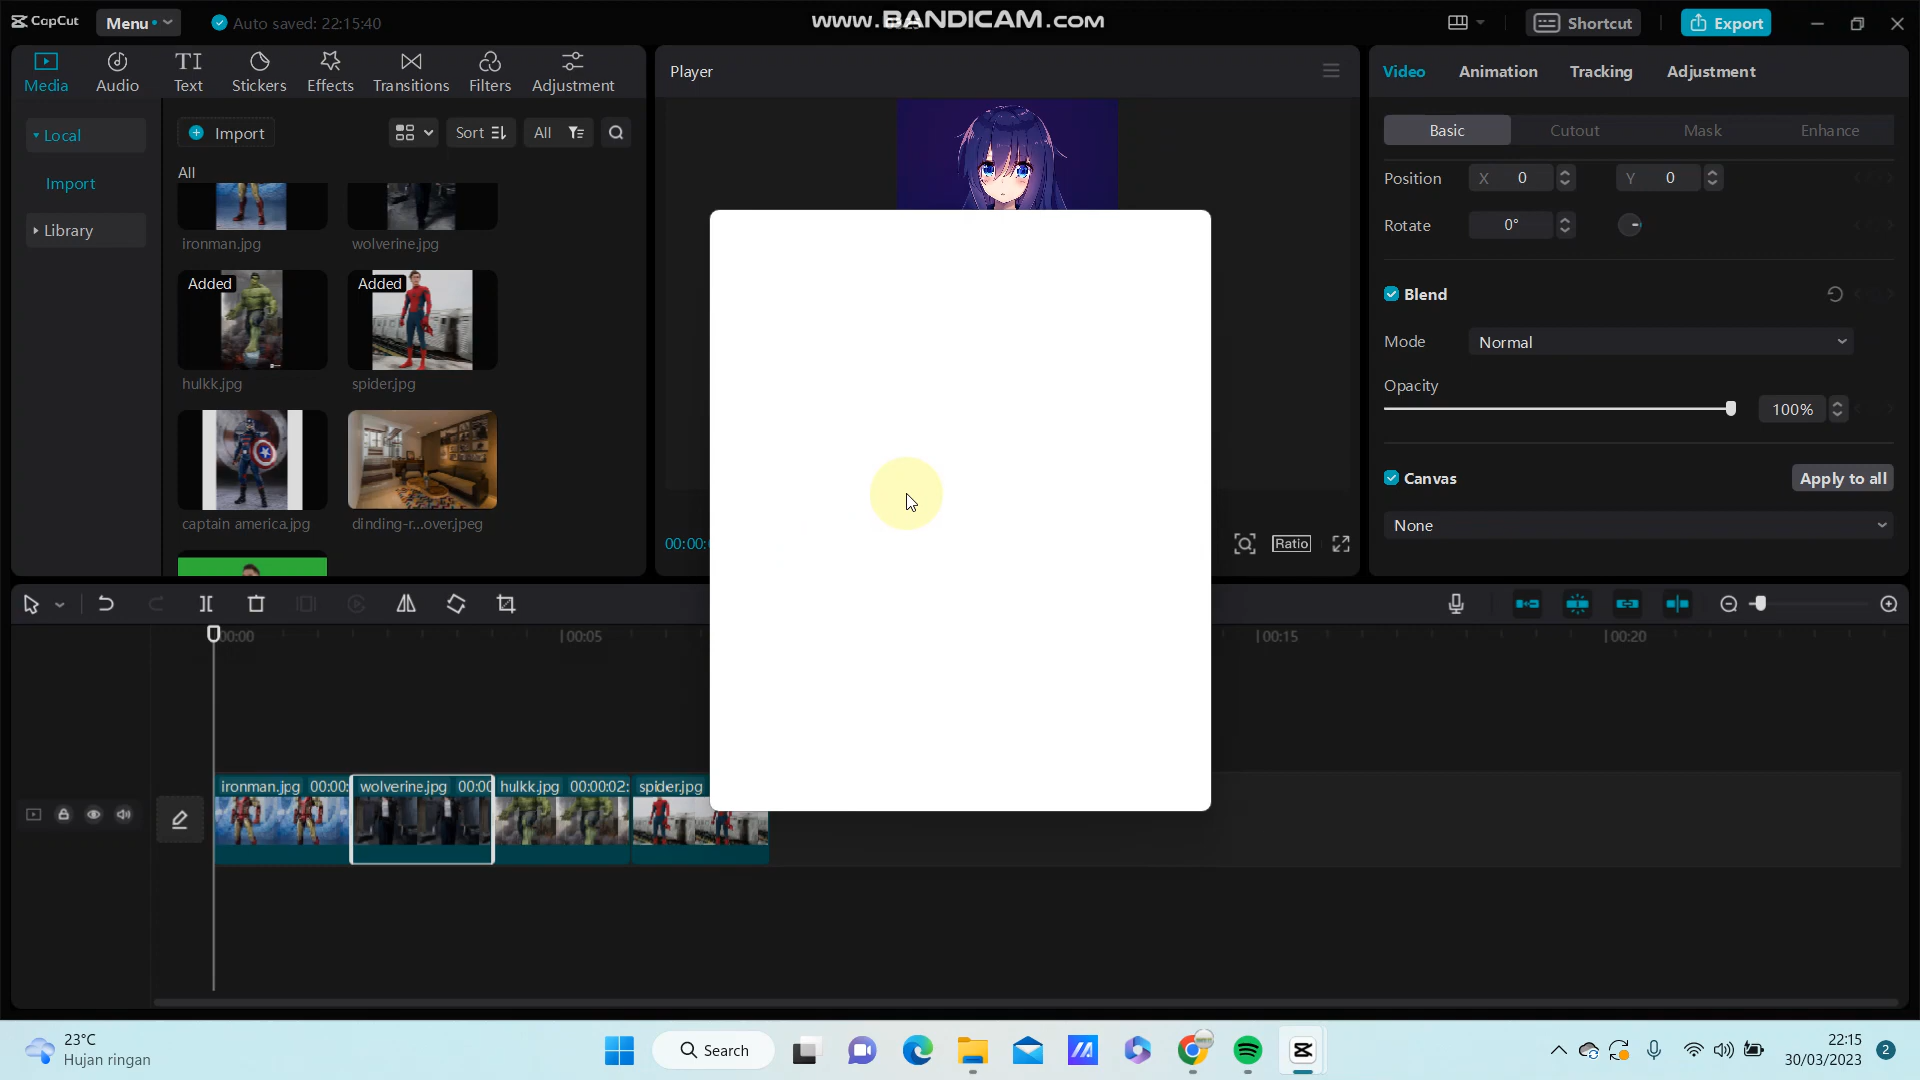 CapCut
Menu
Auto saved: 22:15:40
www.BANDICAM.com
Shortcut
Export
Media
Audio
TI
Text
Stickers
Effects
Transitions
Filters
Adjustment
Player
Video
Animation
Tracking
Adjustment
Local
Import
Library
Import
Sort
All
All
ironman.jpg
wolverine.jpg
Added
Added
hulkk.jpg
spider.jpg
captain america.jpg
dinding-r...over.jpeg
Basic
Cutout
Mask
Enhance
Position
X 0
Y 0
Rotate
0°
Blend
Mode
Normal
Opacity
100%
Canvas
Apply to all
None
00:00:
Ratio
00:00
00:05
00:15
00:20
ironman.jpg 00:00:
wolverine.jpg 00:00
hulkk.jpg 00:00:02:
spider.jpg
23°C
Hujan ringan
Search
22:15
30/03/2023
2